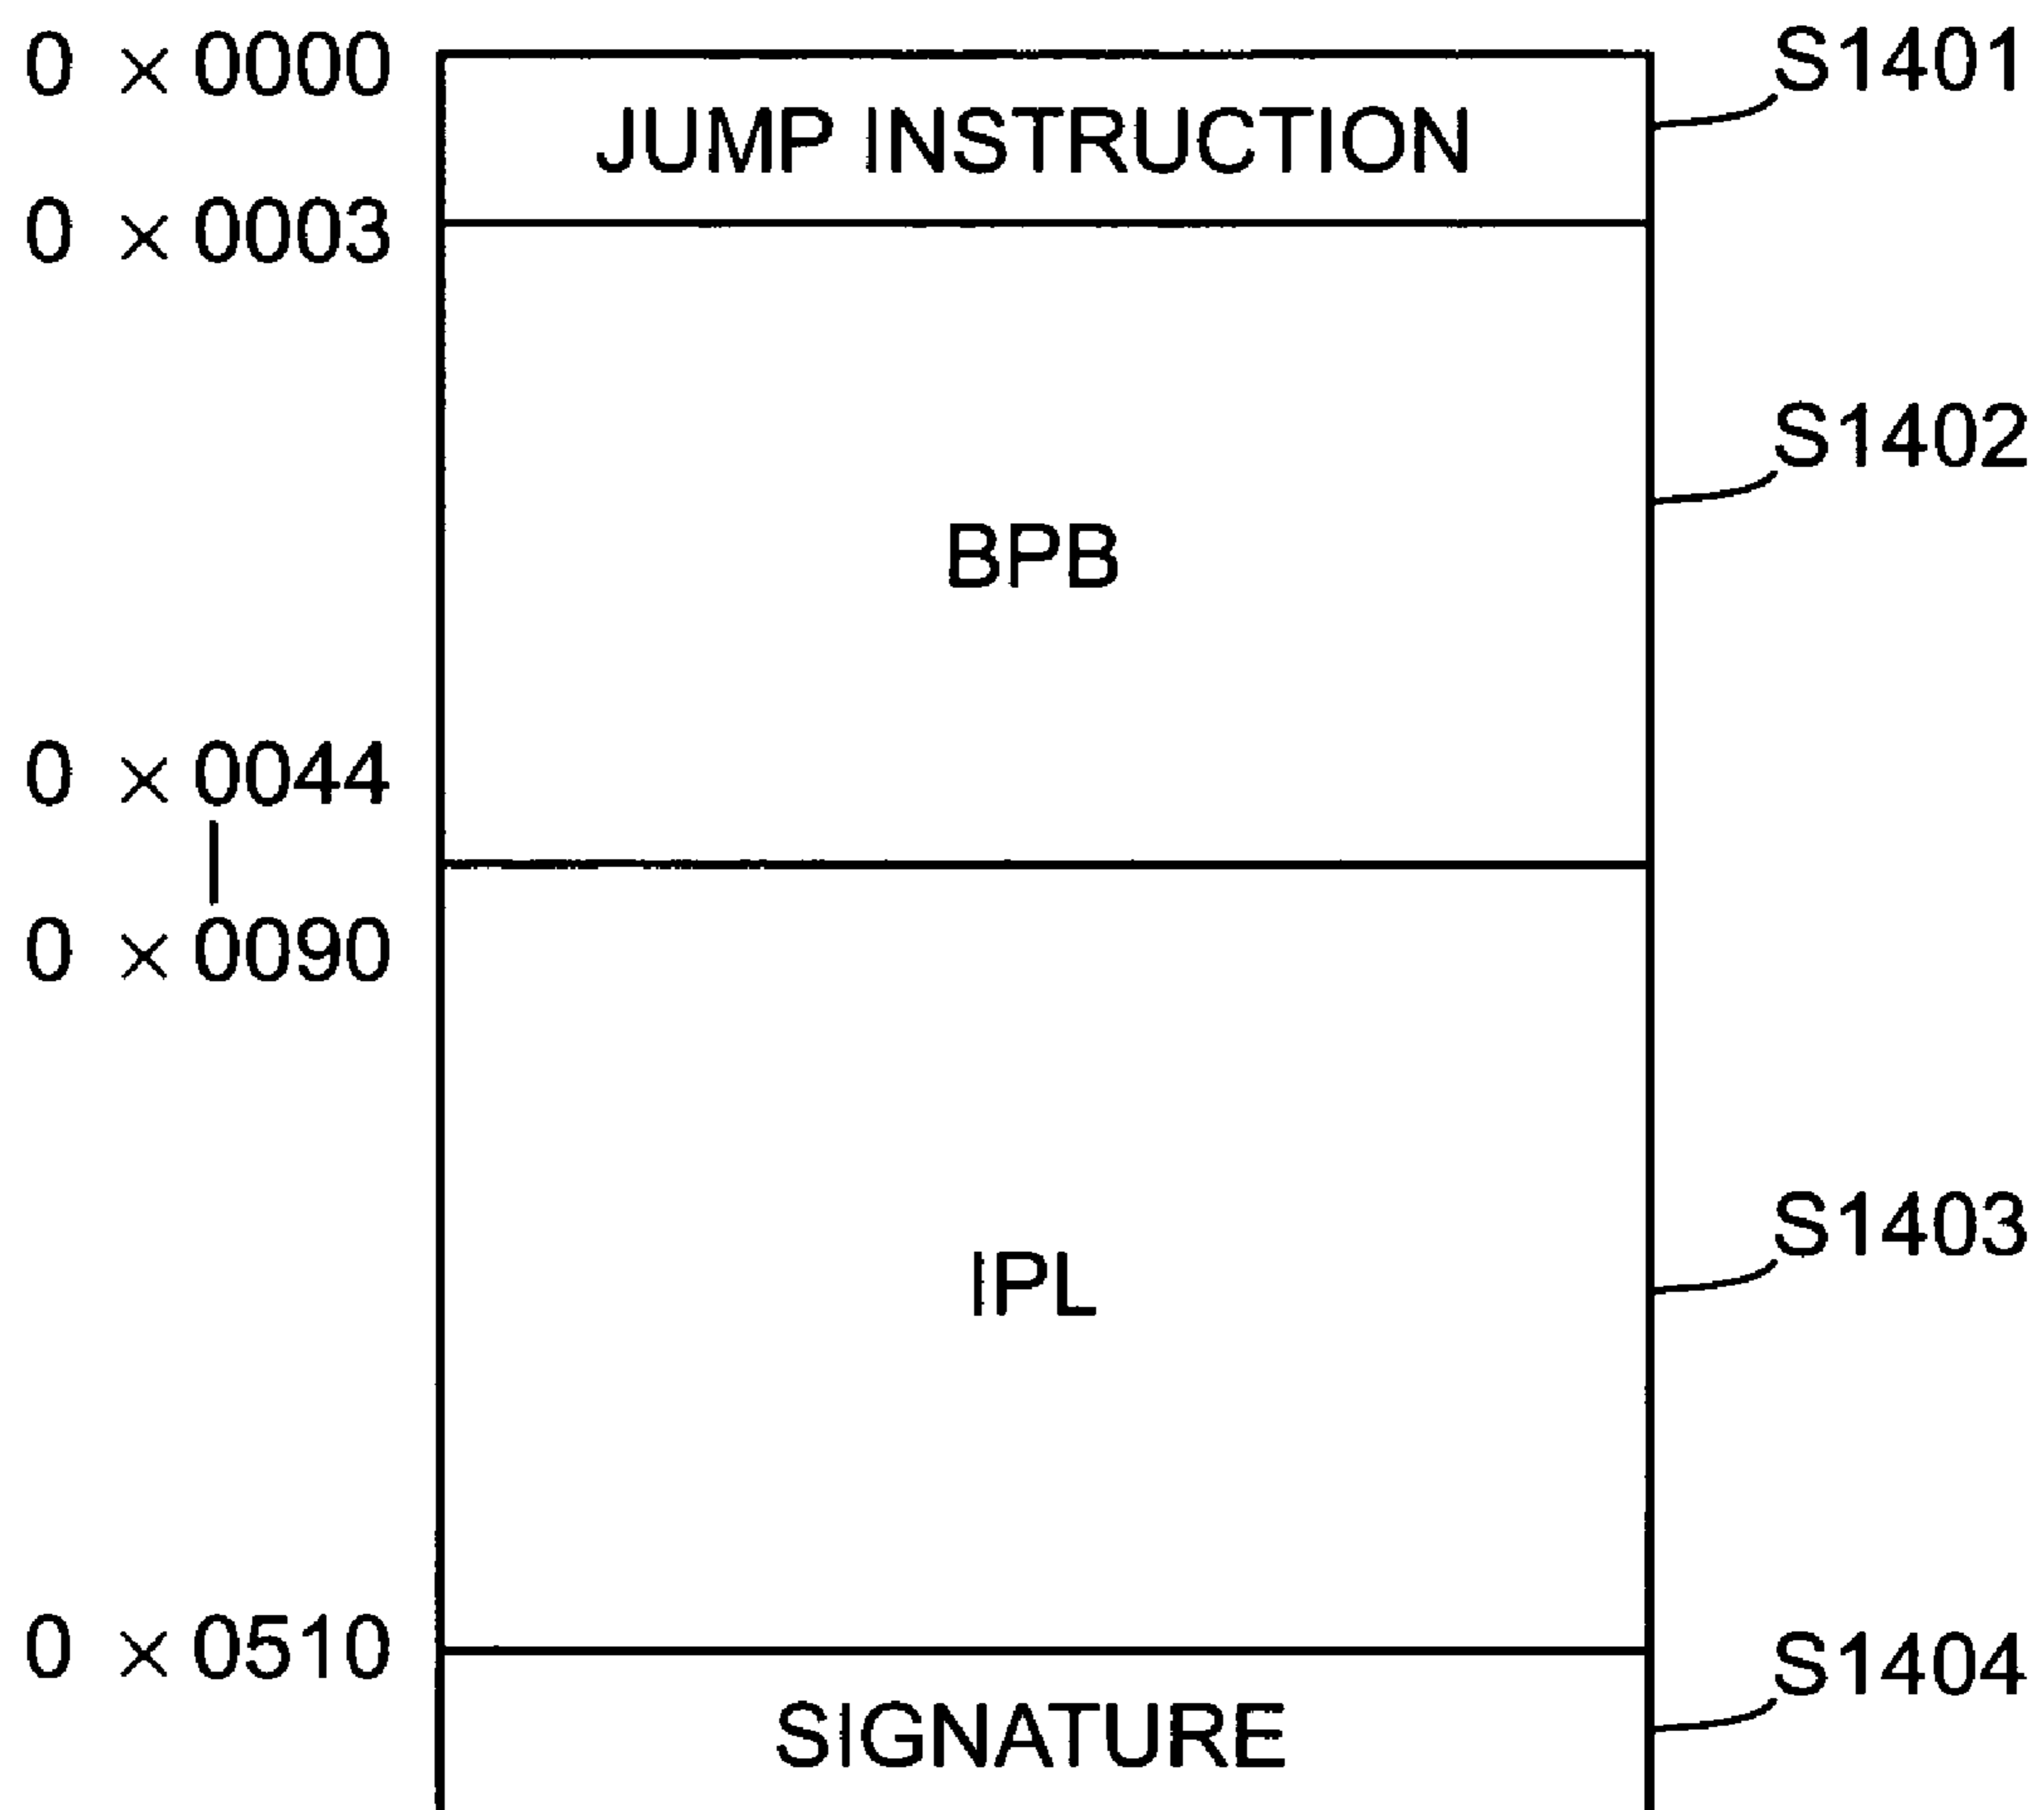 0 × 0000
S1401
JUMP INSTRUCTION
0 × 0003
S1402
BPB
0 × 0044
0 × 0090
S1403
IPL
0 × 0510
S1404
SIGNATURE